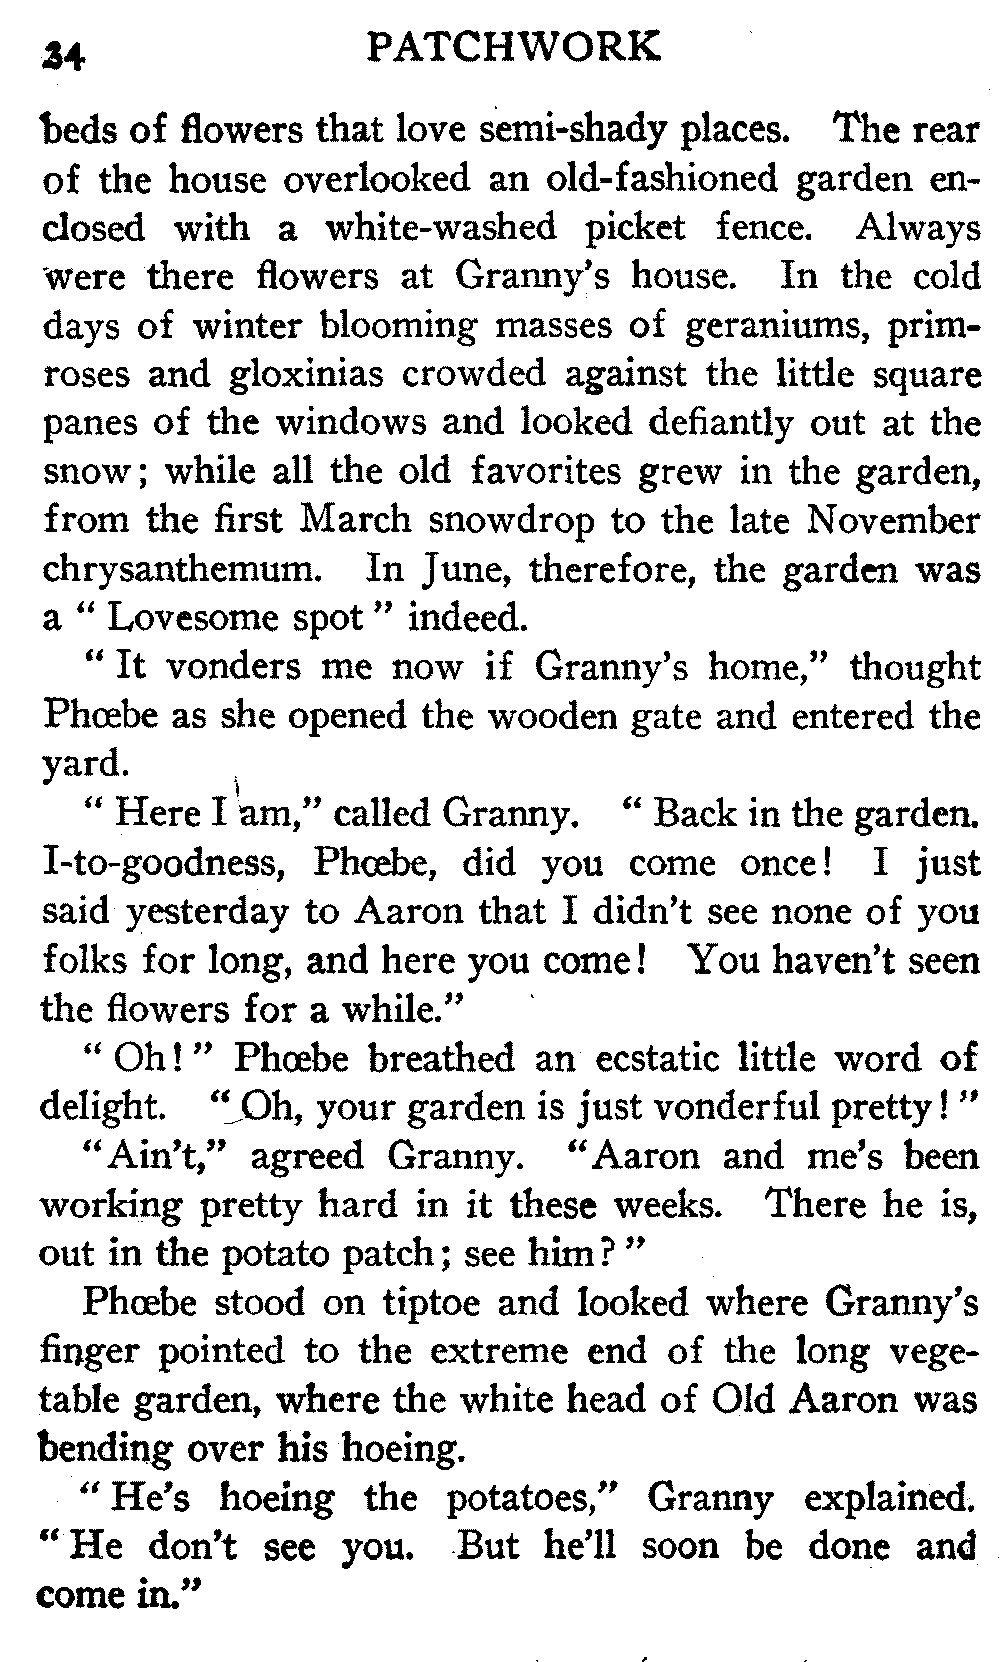 34 PATCHWORK
beds of flowers that love semi-shady places. The rear
of the house overlooked an old-fashioned garden en-
closed with a white-washed picket fence. Always
were there flowers at Granny's house. In the cold
days of winter blooming masses of geraniums, prim-
roses and gloxinias crowded against the little square
panes of the windows and looked defiantly out at the
snow; while all the old favorites grew in the garden,
from the first March snowdrop to the late November
chrysanthemum. In June, therefore, the garden was
a " Lovesome spot " indeed.
" It vonders me now if Granny's home," thought
Phœbe as she opened the wooden gate and entered the
yard.
" Here I am," called Granny. " Back in the garden.
I-to-goodness, Phœbe, did you come once! I just
said yesterday to Aaron that I didn't see none of you
folks for long, and here you come! You haven't seen
the flowers for a while."
" Oh! " Phœbe breathed an ecstatic little word of
delight. " Oh, your garden is just vonderful pretty! "
"Ain't," agreed Granny. "Aaron and me's been
working pretty hard in it these weeks. There he is,
out in the potato patch; see him? "
Phœbe stood on tiptoe and looked where Granny's
finger pointed to the extreme end of the long vege-
table garden, where the white head of Old Aaron was
bending over his hoeing.
" He's hoeing the potatoes," Granny explained.
" He don't see you. But he'll soon be done and
come in."